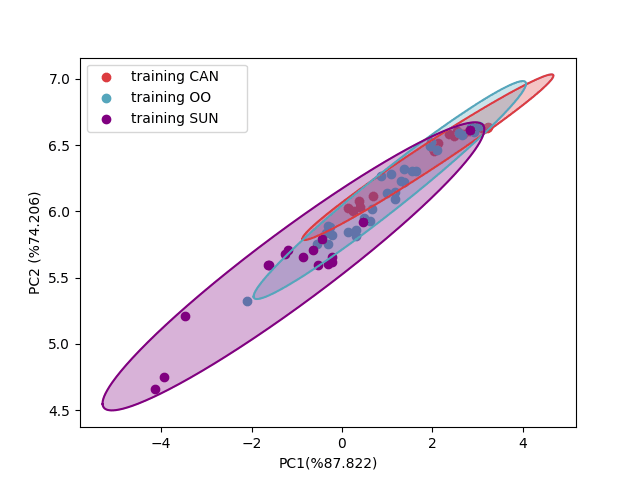 training CAN
training OO
training SUN
7.0
6.5
6.0
5.5
5.0
4.5
PC2 (%74.206)
−4
−2
0
2
4
PC1(%87.822)